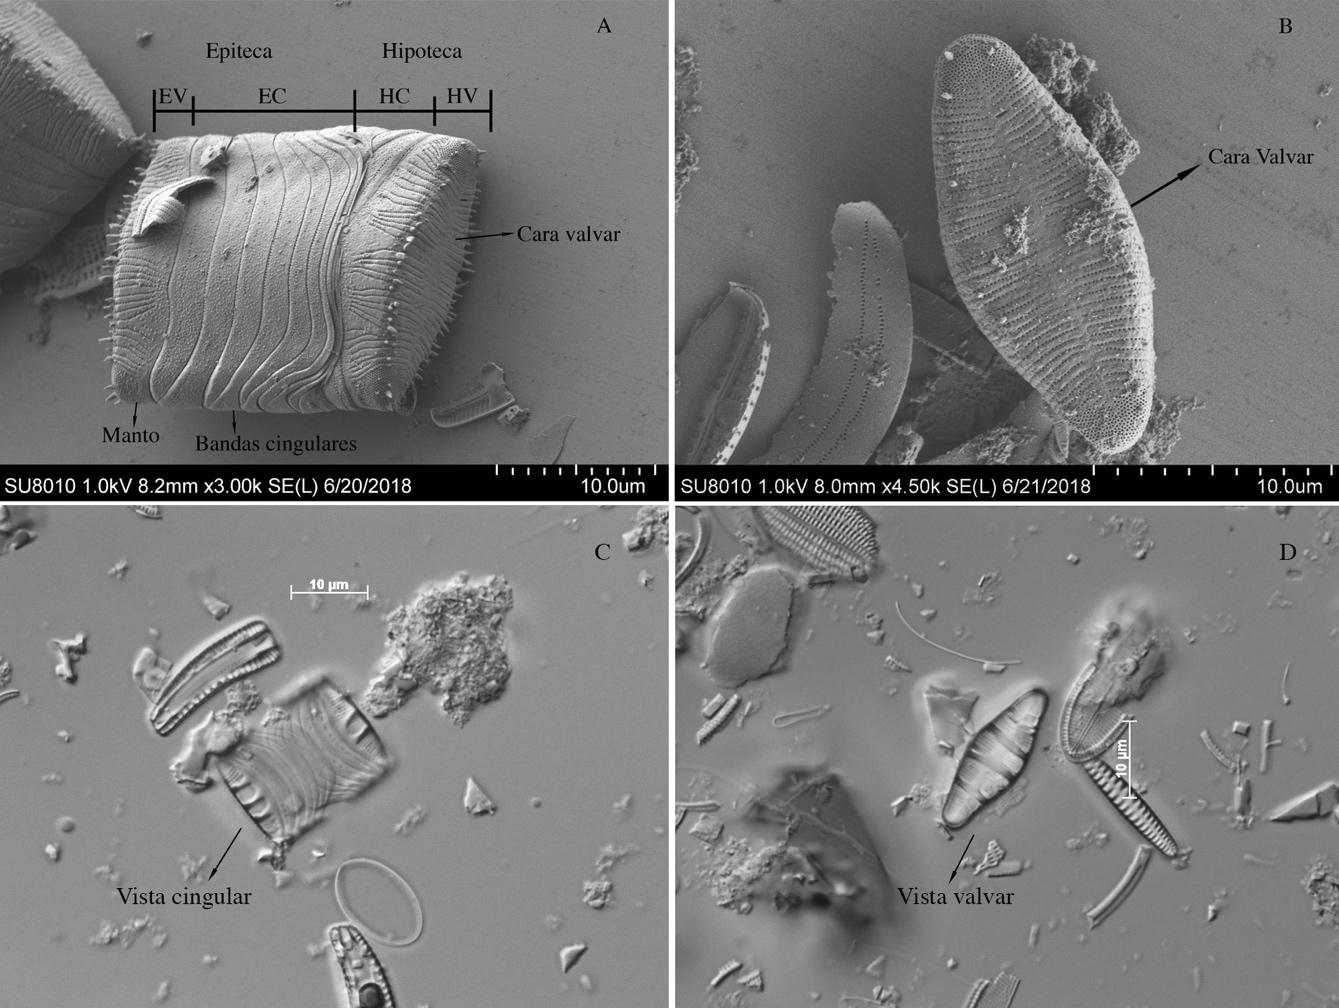 A
Epiteca Hipoteca
EV EC HC HV
Cara valvar
Manto
Bandas cingulares
SU8010 1.0kV 8.2mm x3.00k SE(L) 6/20/2018 10.0um
B
Cara Valvar
SU8010 1.0kV 8.0mm x4.50k SE(L) 6/21/2018 10.0um
C
10 µm
Vista cingular
D
10 µm
Vista valvar